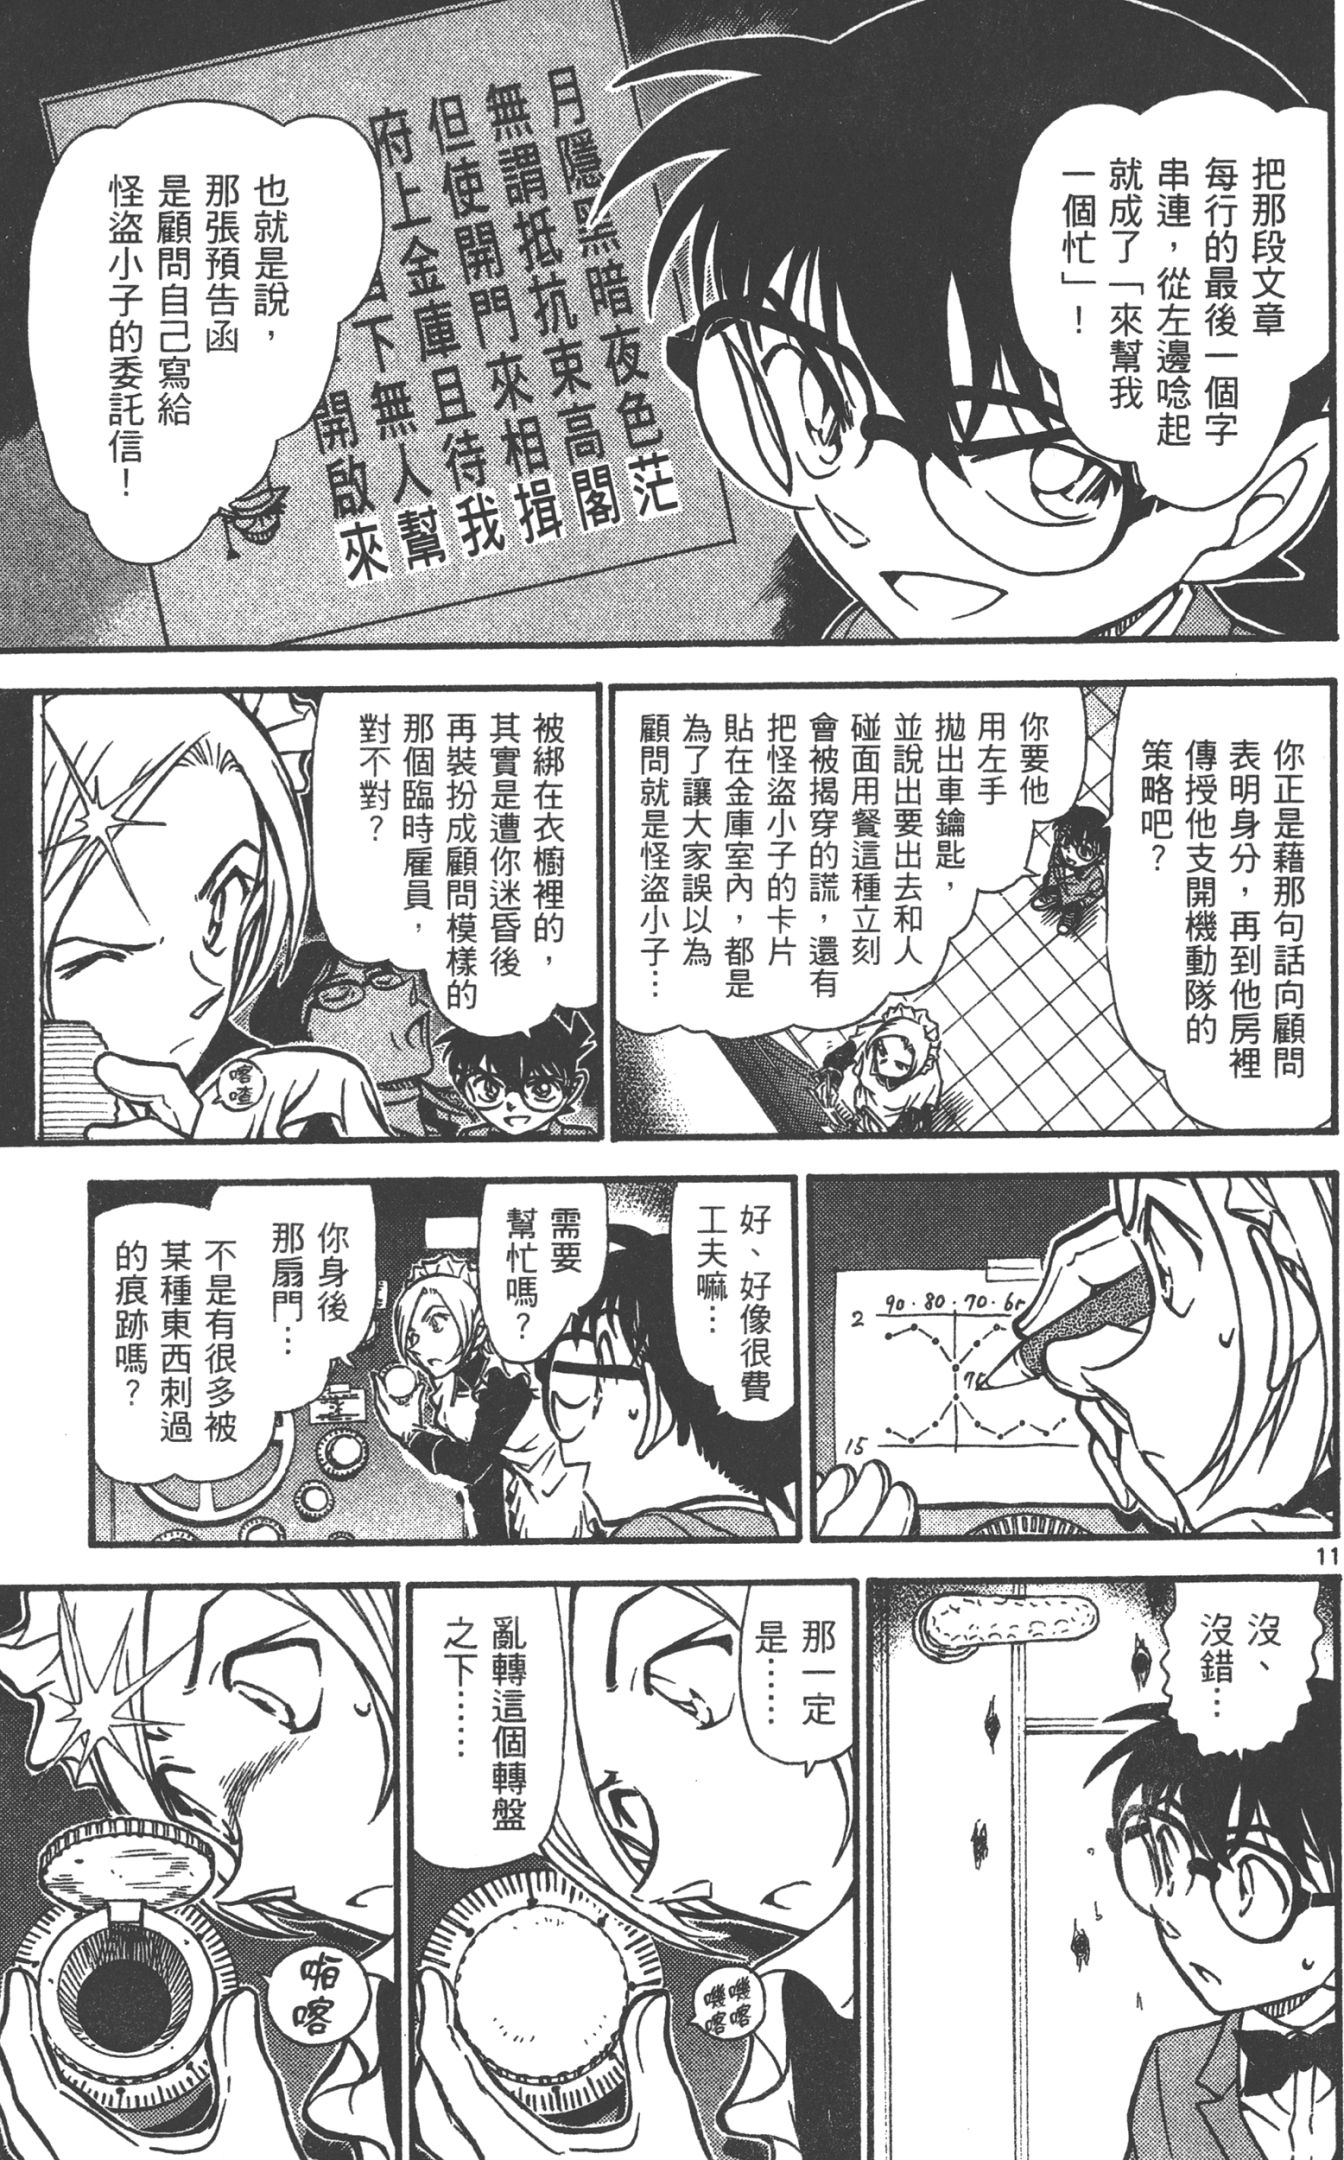 把那段文章
每行的最後一個字
串連，從左邊唸起
就成了「來幫我
一個忙」！
月隱黑暗夜色茫
無謂抵抗束高閣
但使開門來相揖
府上金庫且待我
下無人幫
開啟來
也就是說，
那張預告函
是顧問自己寫給
怪盜小子的委託信！
你正是藉那句話向顧問
表明身分，再到他房裡
傳授他支開機動隊的
策略吧？
你要他
用左手
拋出車鑰匙，
並說出要出去和人
碰面用餐這種立刻
會被揭穿的謊，還有
把怪盜小子的卡片
貼在金庫室內，都是
為了讓大家誤以為
顧問就是怪盜小子…
被綁在衣櫥裡的，
其實是遭你迷昏後
再裝扮成顧問模樣的
那個臨時雇員，
對不對？
喀喳
90·80·70·6
2
15
好、好像很費
工夫嘛…
需要
幫忙嗎？
你身後
那扇門…
不是有很多被
某種東西刺過
的痕跡嗎？
11
沒、
沒錯…
那一定
是……
亂轉這個轉盤
之下……
嘰喀
嘰喀
啪喀